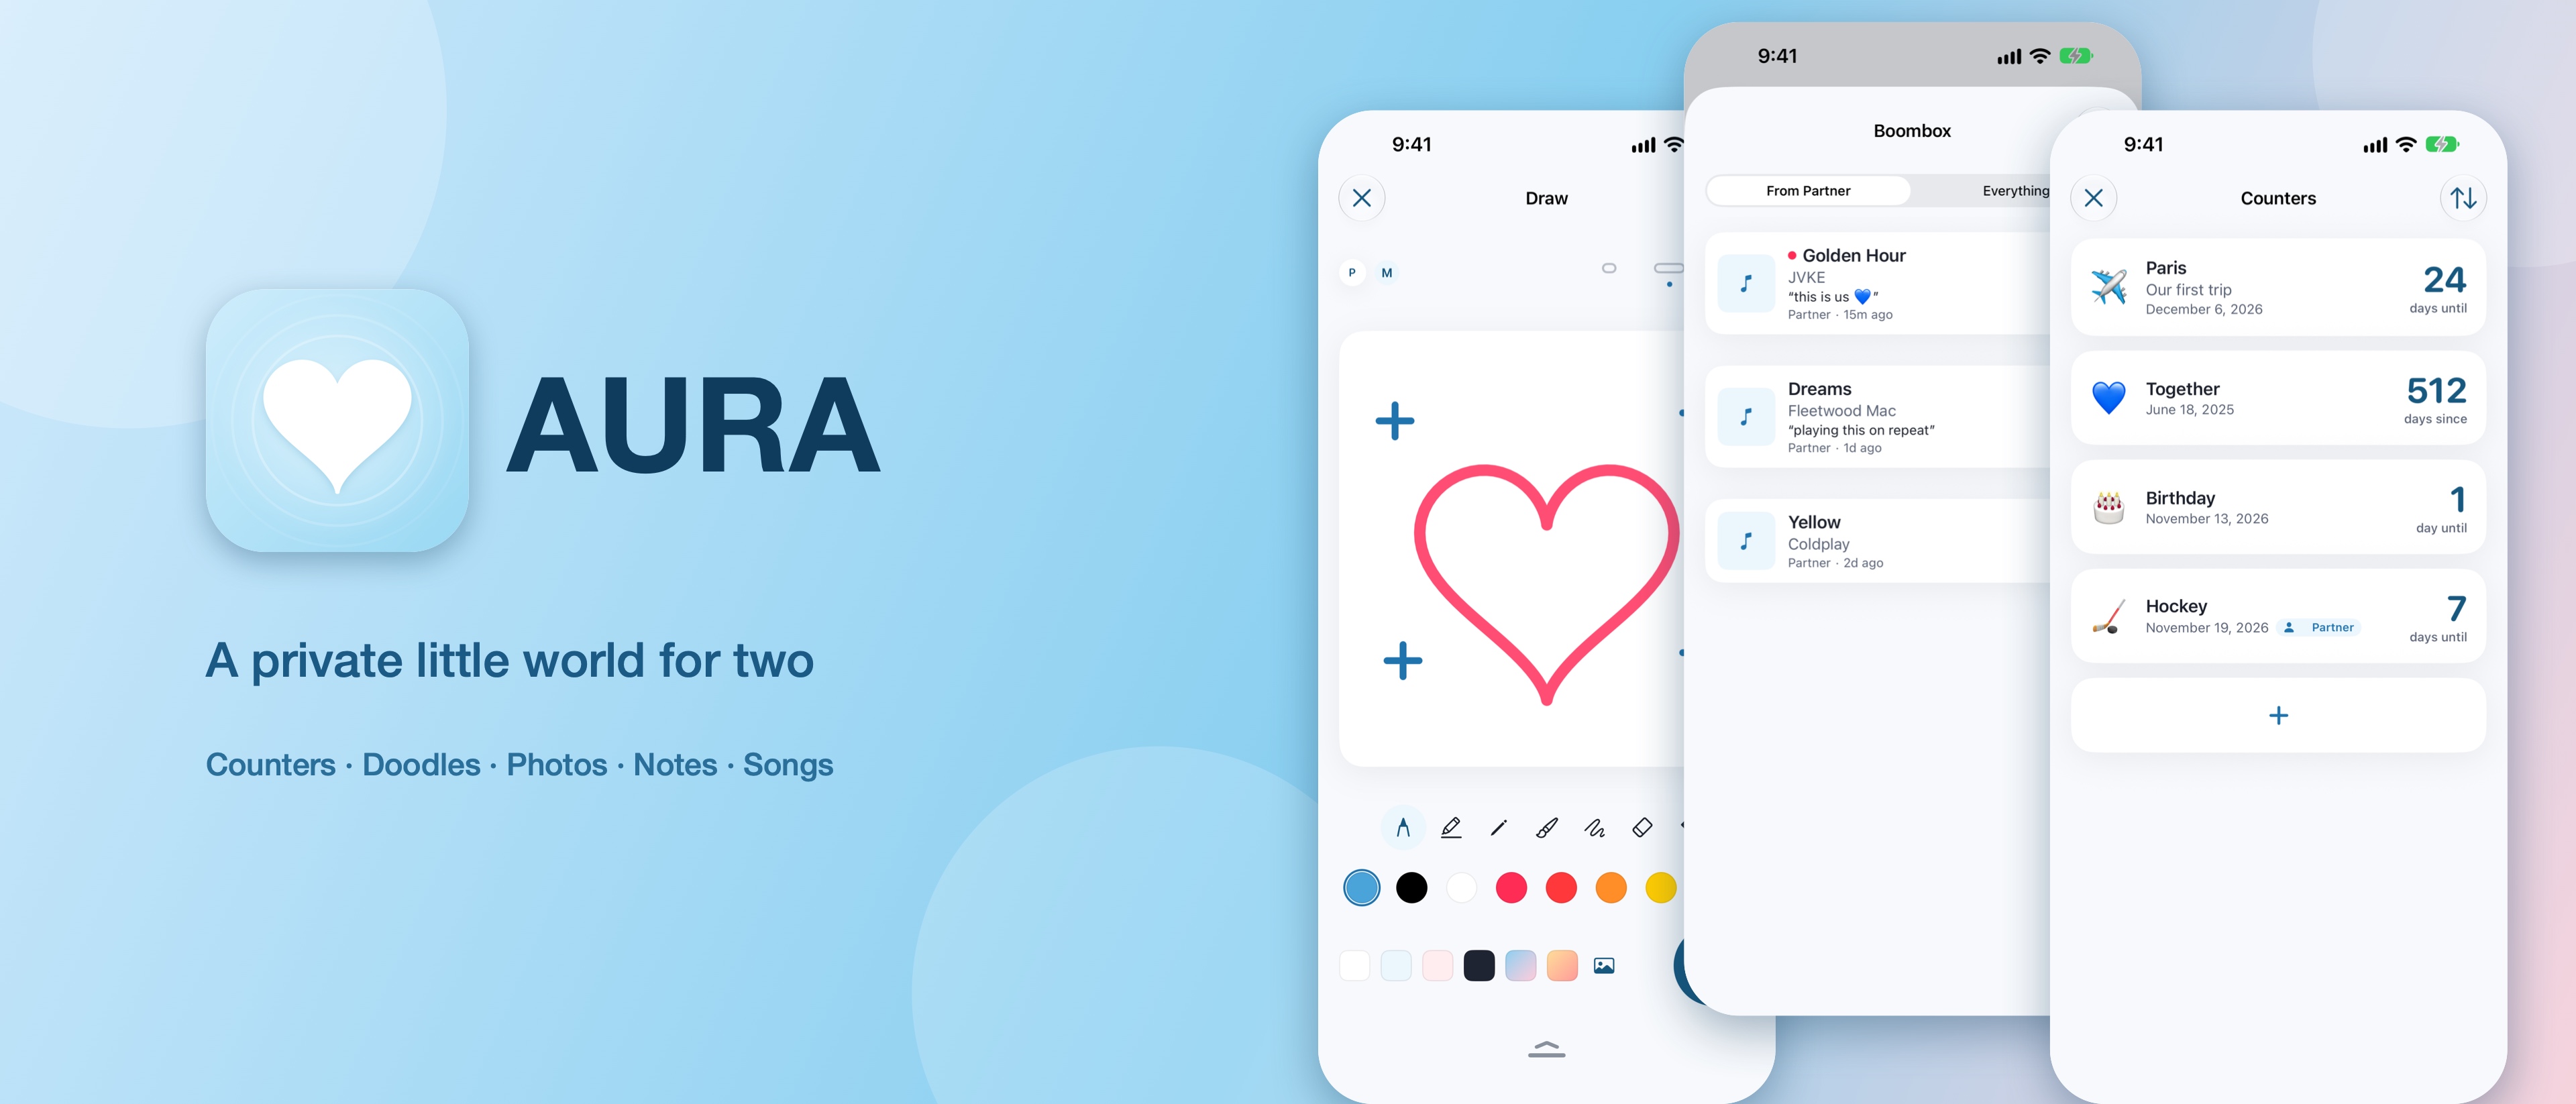 AURA
A private little world for two
Counters · Doodles · Photos · Notes · Songs
9:41
Draw
P M
9:41
Boombox
From Partner Everything
Golden Hour
JVKE
“this is us 💙”
Partner · 15m ago
Dreams
Fleetwood Mac
“playing this on repeat”
Partner · 1d ago
Yellow
Coldplay
Partner · 2d ago
9:41
Counters
Paris
Our first trip
December 6, 2026
24
days until
Together
June 18, 2025
512
days since
Birthday
November 13, 2026
1
day until
Hockey
November 19, 2026 Partner
7
days until